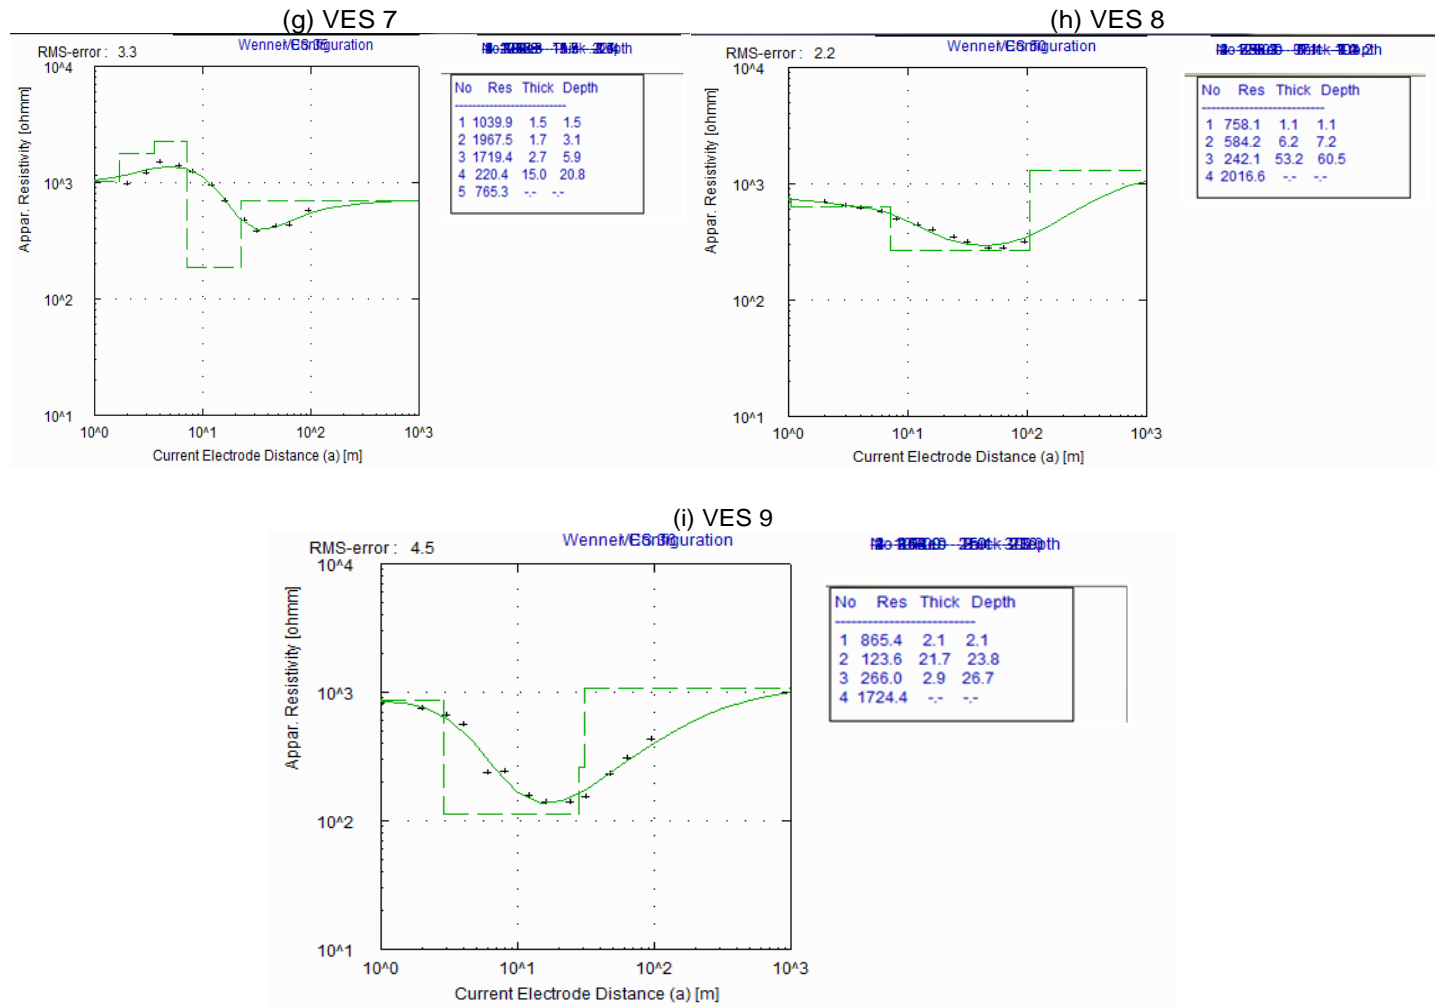 (g) VES 7
RMS-error : 3.3
Appar. Resistivity [ohmm]
10^4
10^3
10^2
10^1
10^0 10^1 10^2 10^3
Current Electrode Distance (a) [m]
No Res Thick Depth
1 1039.9 1.5 1.5
2 1967.5 1.7 3.1
3 1719.4 2.7 5.9
4 220.4 15.0 20.8
5 765.3 -.- -.-
(h) VES 8
RMS-error : 2.2
Appar. Resistivity [ohmm]
10^4
10^3
10^2
10^1
10^0 10^1 10^2 10^3
Current Electrode Distance (a) [m]
No Res Thick Depth
1 758.1 1.1 1.1
2 584.2 6.2 7.2
3 242.1 53.2 60.5
4 2016.6 -.- -.-
(i) VES 9
RMS-error : 4.5
Appar. Resistivity [ohmm]
10^4
10^3
10^2
10^1
10^0 10^1 10^2 10^3
Current Electrode Distance (a) [m]
No Res Thick Depth
1 865.4 2.1 2.1
2 123.6 21.7 23.8
3 266.0 2.9 26.7
4 1724.4 -.- -.-